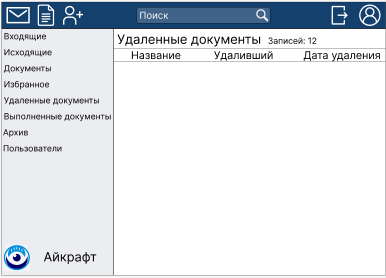 Поиск
Входящие
Исходящие
Документы
Избранное
Удаленные документы
Выполненные документы
Архив
Пользователи
Айкрафт
Удаленные документы Записей: 12
Название Удаливший Дата удаления